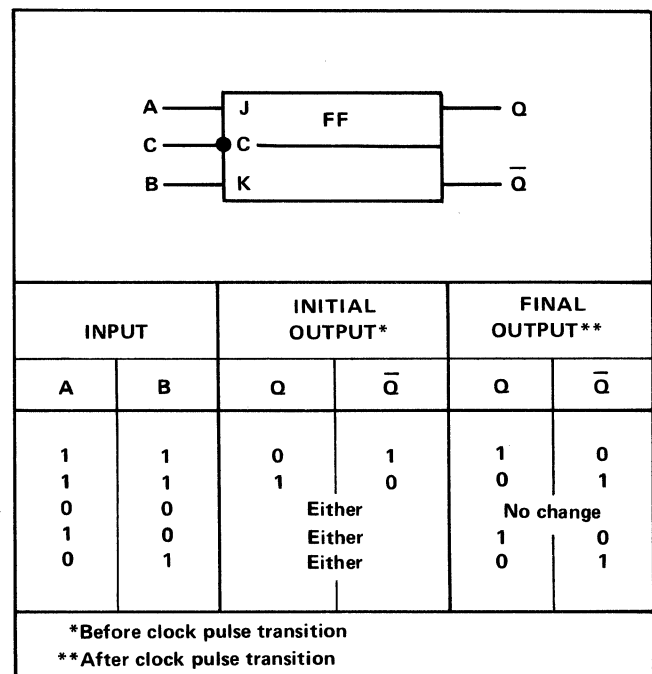 A J FF Q
C C
B K Q̅
INPUT INITIAL OUTPUT* FINAL OUTPUT**
A B Q Q̅ Q Q̅
1 1 0 1 1 0
1 1 1 0 0 1
0 0 Either No change
1 0 Either 1 0
0 1 Either 0 1
*Before clock pulse transition
**After clock pulse transition